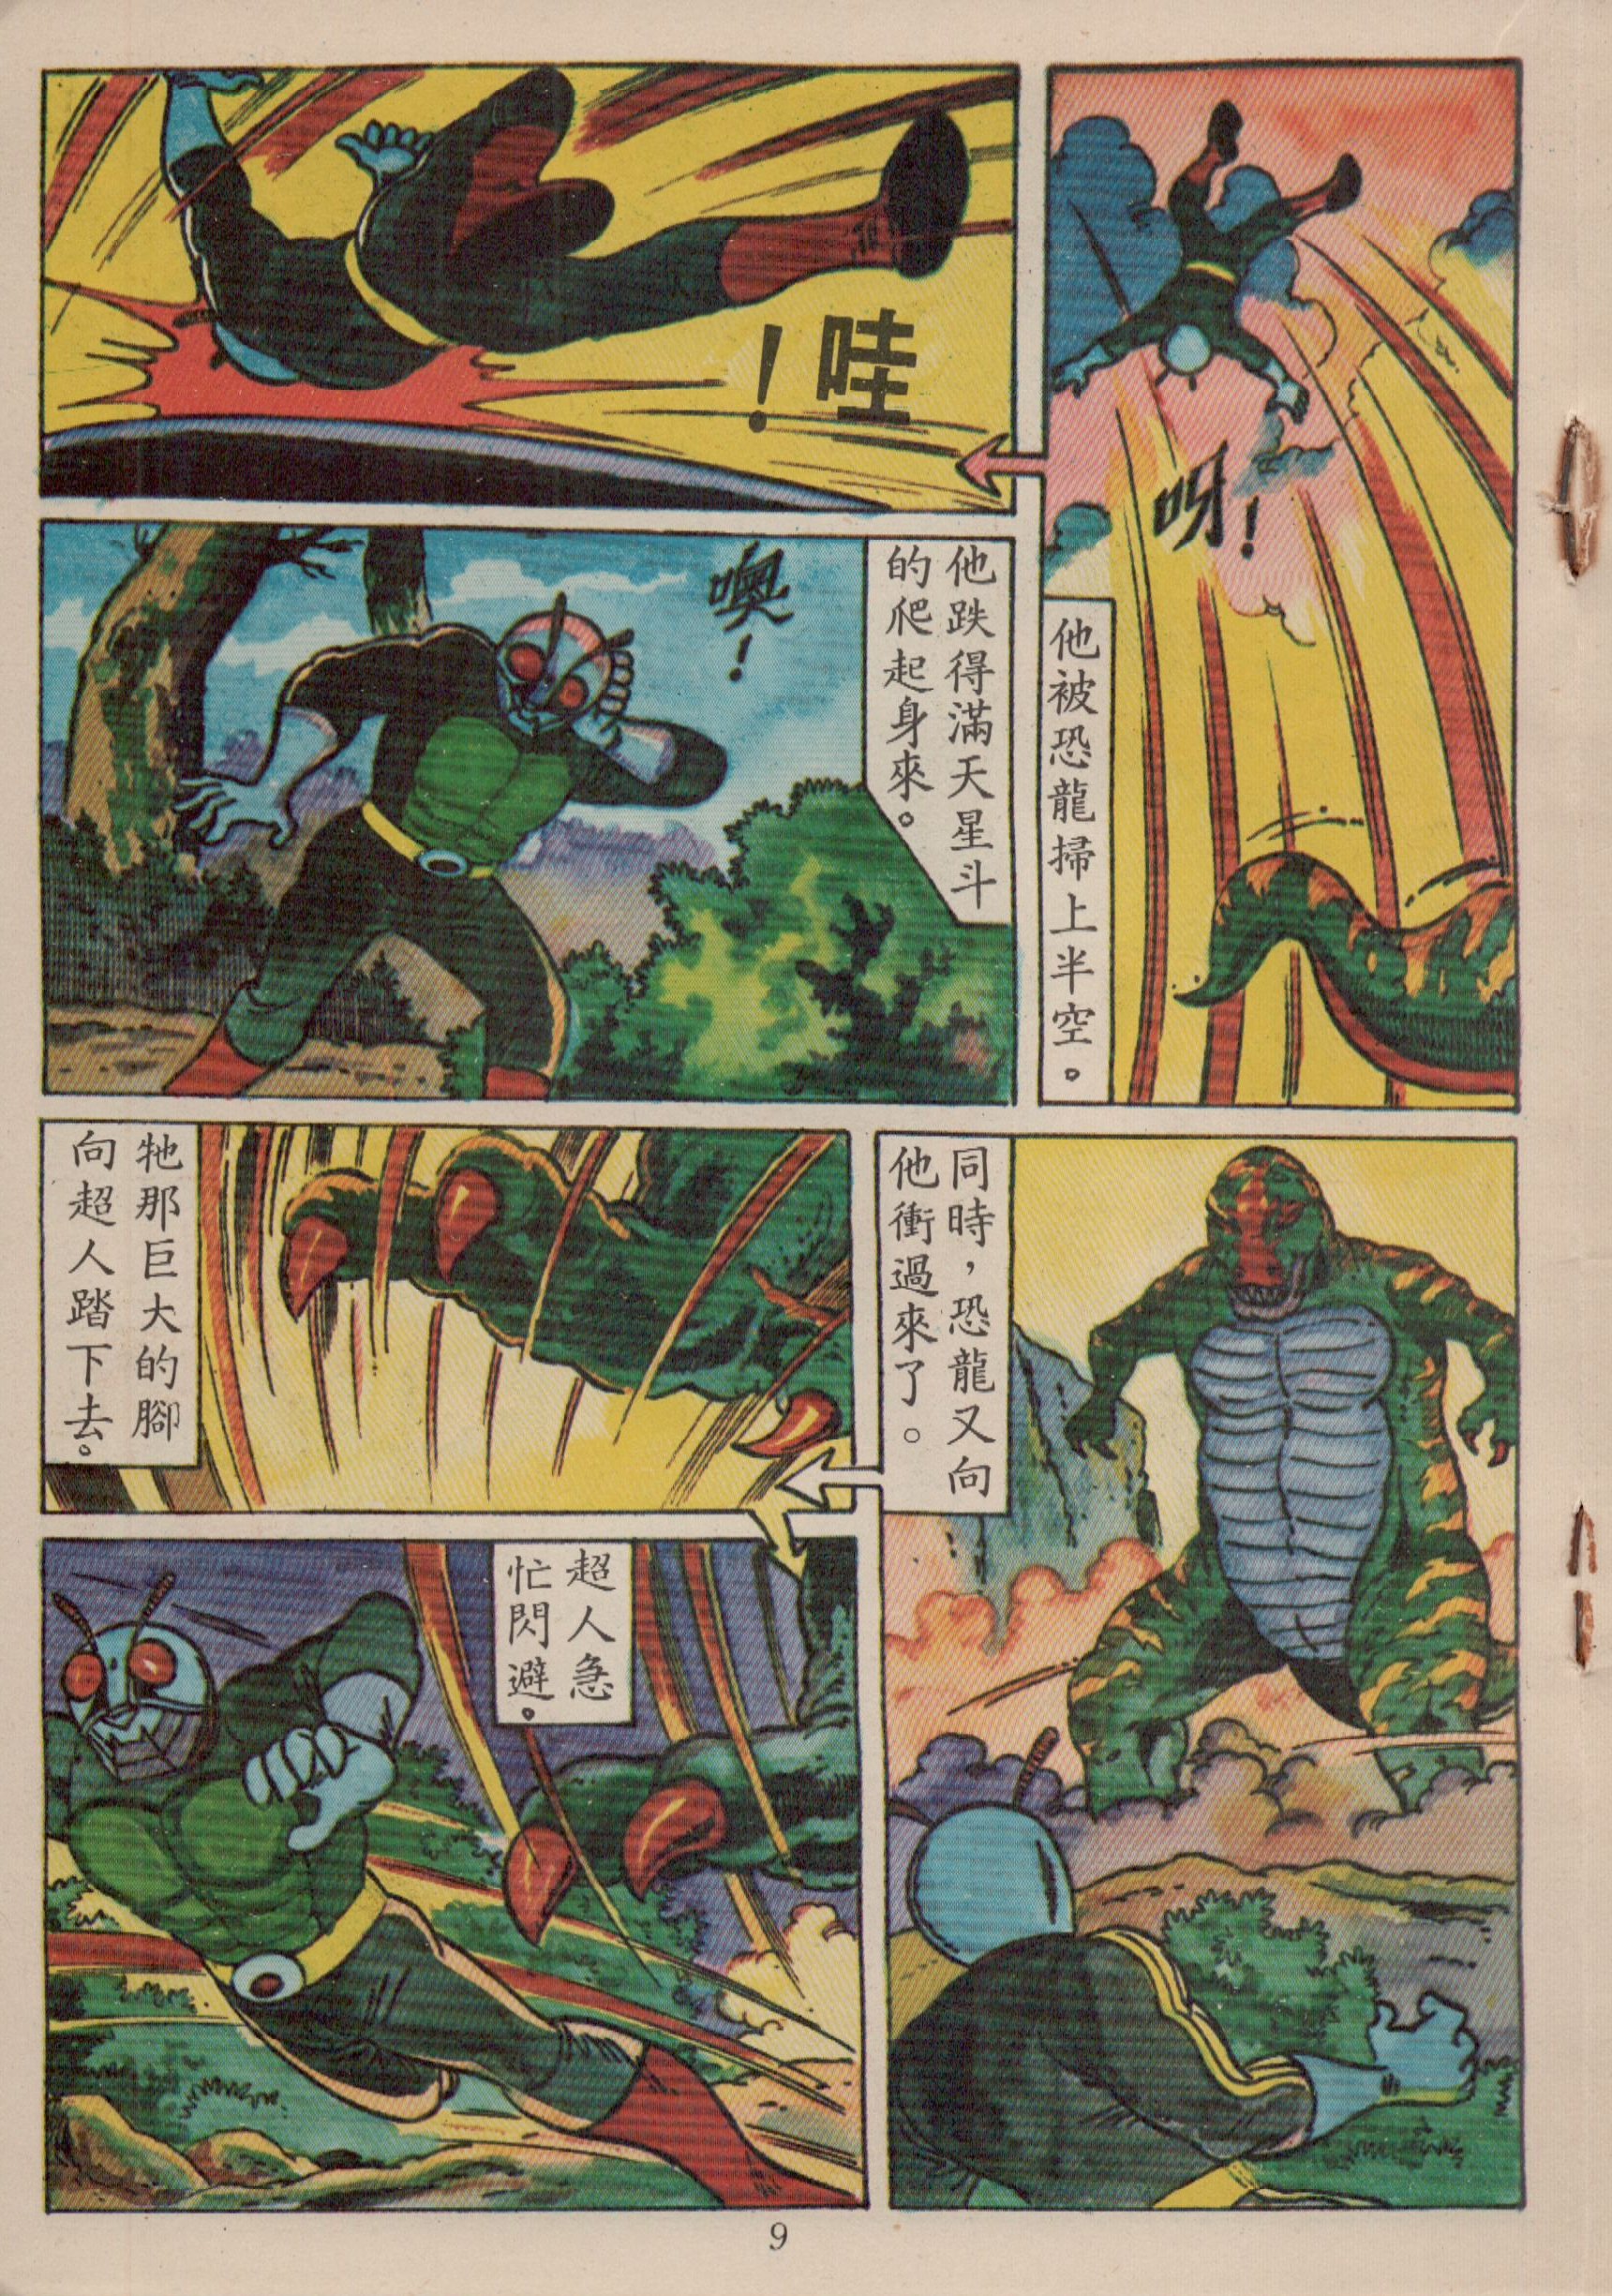 呀！
他被恐龍掃上半空。
哇！
他跌得滿天星斗
的爬起身來。
噢！
同時，恐龍又向
他衝過來了。
牠那巨大的腳
向超人踏下去。
超人急
忙閃避。
9